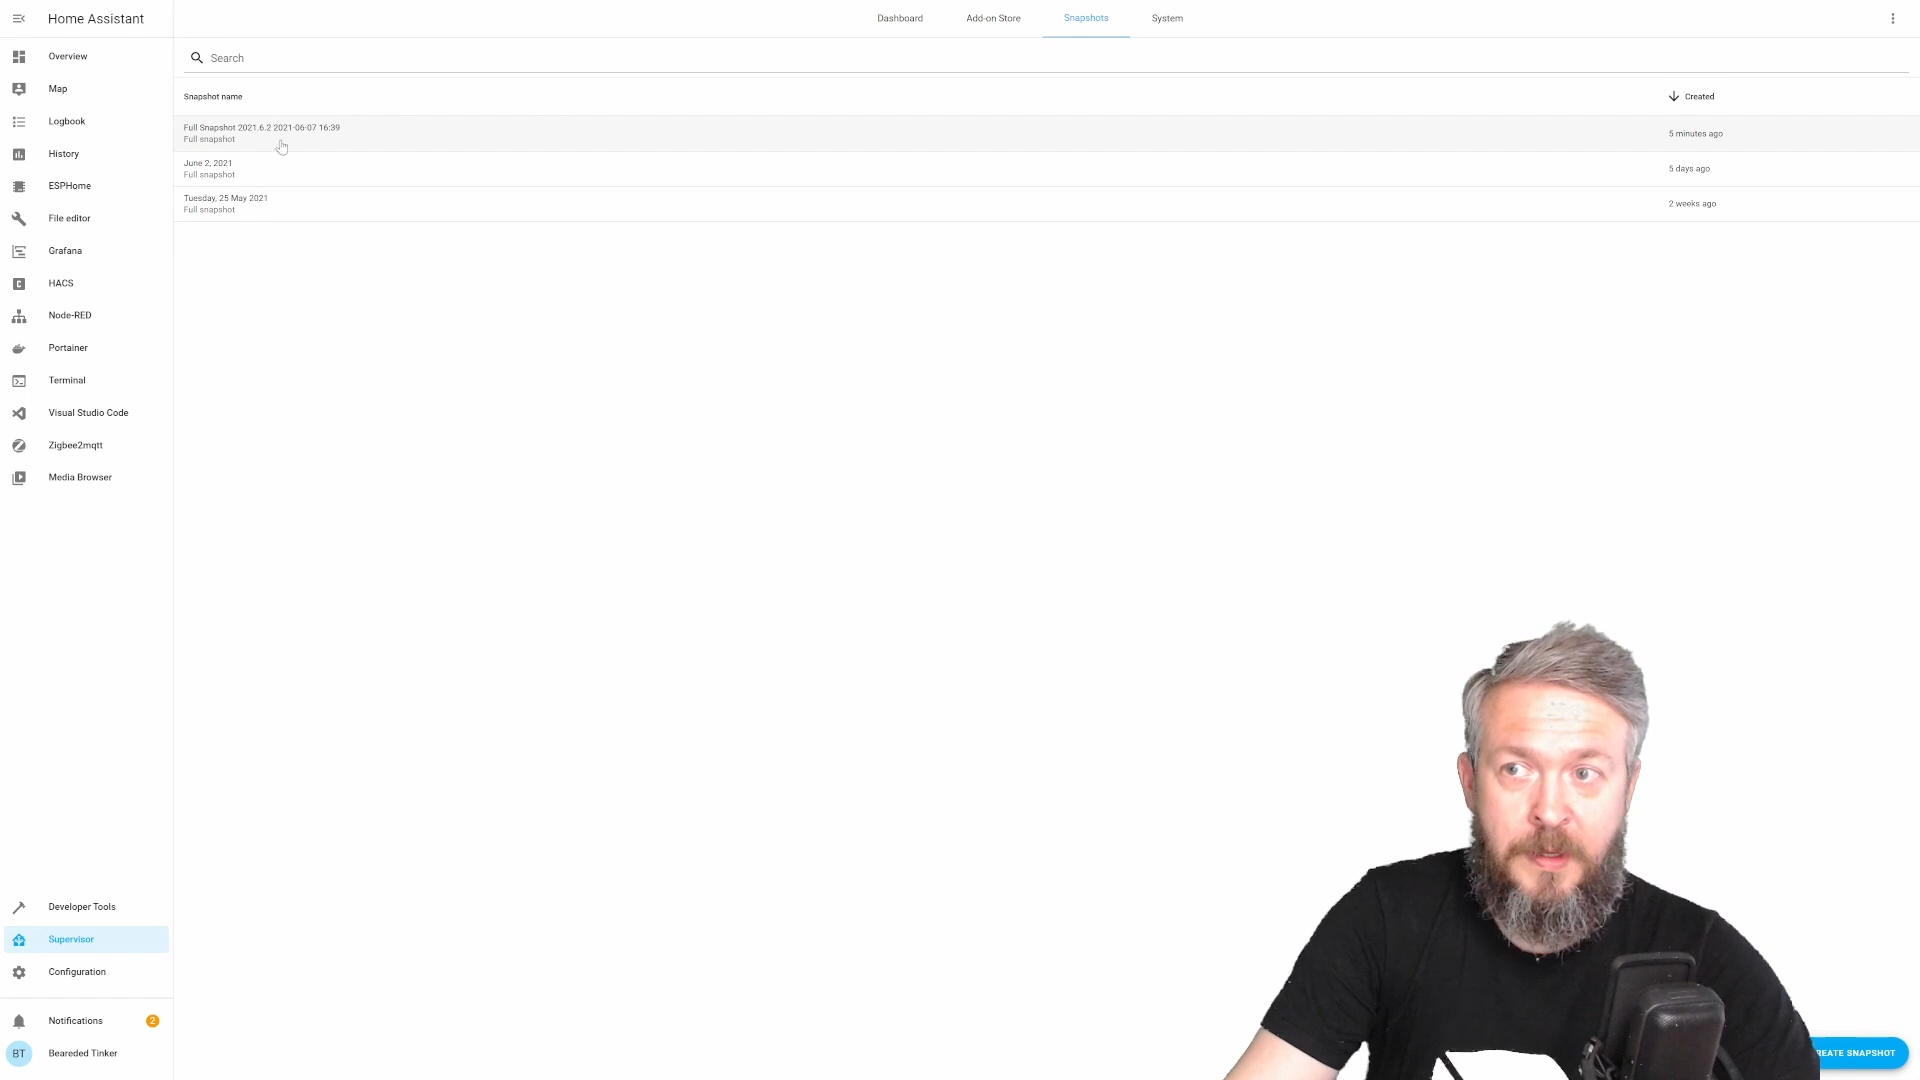 Home Assistant
Dashboard
Add-on Store
Snapshots
System
Overview
Map
Logbook
History
ESPHome
File editor
Grafana
HACS
Node-RED
Portainer
Terminal
Visual Studio Code
Zigbee2mqtt
Media Browser
Developer Tools
Supervisor
Configuration
Notifications
2
BT
Beareded Tinker
Search
Snapshot name
Created
Full Snapshot 2021.6.2 2021-06-07 16:39
Full snapshot
5 minutes ago
June 2, 2021
Full snapshot
5 days ago
Tuesday, 25 May 2021
Full snapshot
2 weeks ago
REATE SNAPSHOT